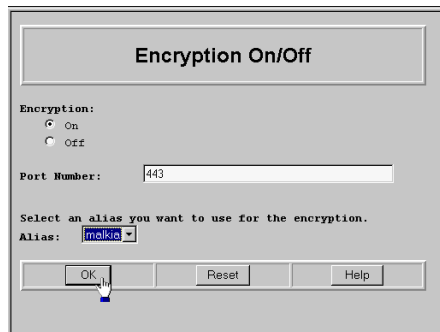 Encryption On/Off
Encryption:
On
Off
Port Number: 443
Select an alias you want to use for the encryption.
Alias: malkia
OK Reset Help